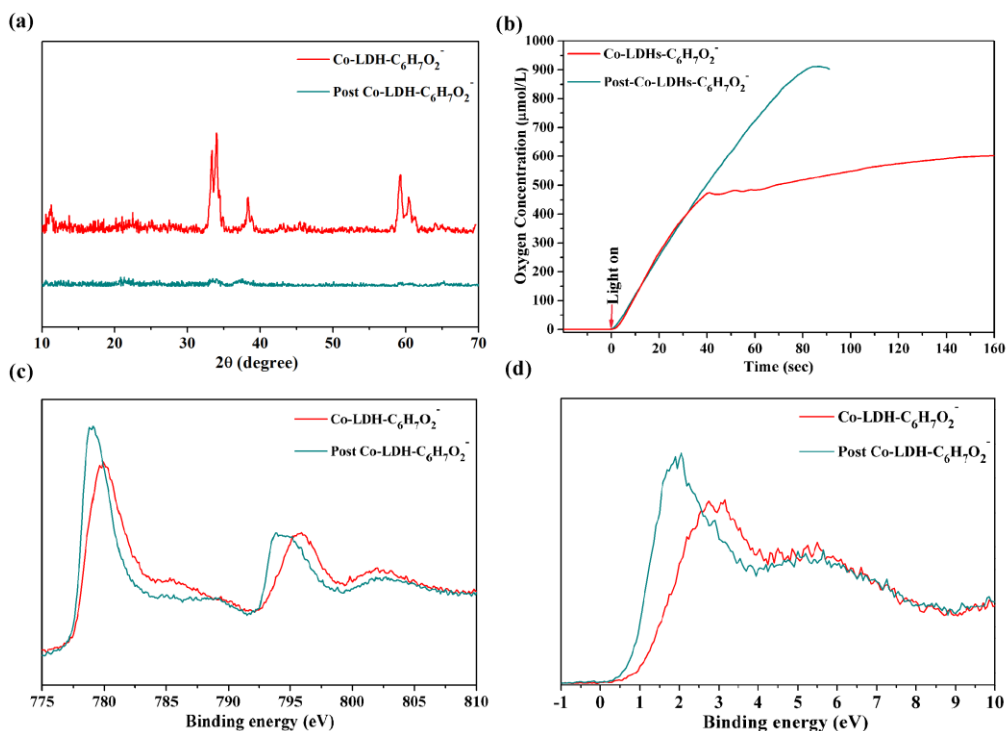 (a)
Co-LDH-C₆H₇O₂⁻
Post Co-LDH-C₆H₇O₂⁻
10 20 30 40 50 60 70
2θ (degree)
(b)
Co-LDHs-C₆H₇O₂⁻
Post-Co-LDHs-C₆H₇O₂⁻
1000
900
800
700
600
500
400
300
200
100
0
Oxygen Concentration (μmol/L)
Light on
0 20 40 60 80 100 120 140 160
Time (sec)
(c)
Co-LDH-C₆H₇O₂⁻
Post Co-LDH-C₆H₇O₂⁻
775 780 785 790 795 800 805 810
Binding energy (eV)
(d)
Co-LDH-C₆H₇O₂⁻
Post Co-LDH-C₆H₇O₂⁻
-1 0 1 2 3 4 5 6 7 8 9 10
Binding energy (eV)